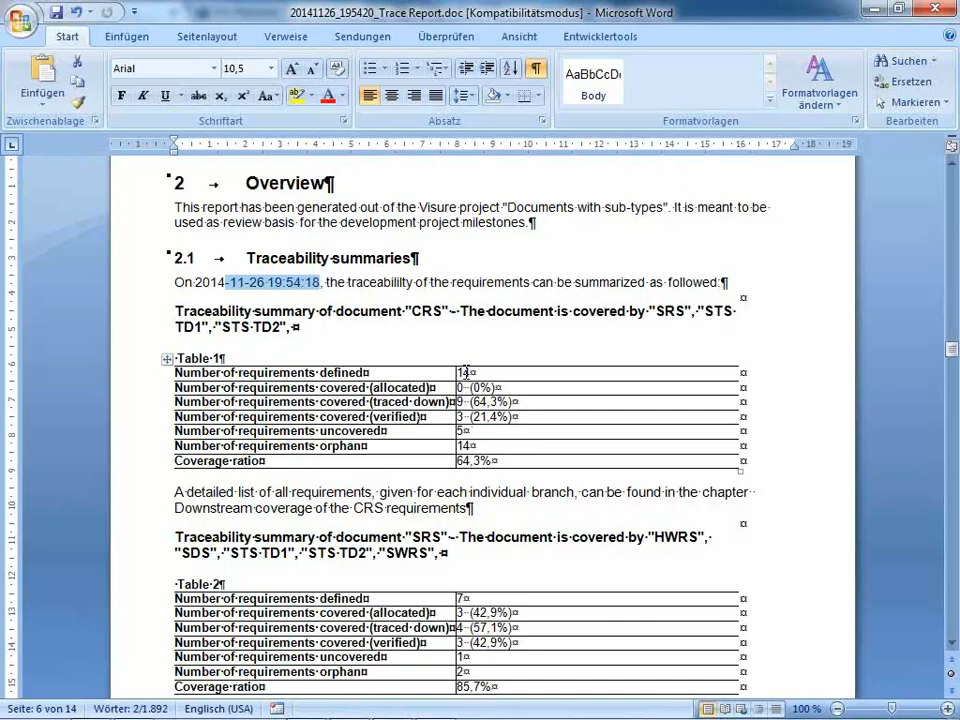 20141126_195420_Trace Report.doc [Kompatibilitätsmodus] - Microsoft Word
Start Einfügen Seitenlayout Verweise Sendungen Überprüfen Ansicht Entwicklertools
Einfügen
Arial 10,5
F K U abc x₂ x² Aa
AaBbCcDı
Body
Formatvorlagen ändern
Suchen
Ersetzen
Markieren
Zwischenablage Schriftart Absatz Formatvorlagen Bearbeiten
2 → Overview¶
This report has been generated out of the Visure project "Documents with sub-types". It is meant to be
used as review basis for the development project milestones.¶
2.1 → Traceability summaries¶
On 2014-11-26 19:54:18, the traceabililty of the requirements can be summarized as followed:¶
Traceability summary of document "CRS" - The document is covered by "SRS", "STS
TD1", "STS TD2", ¤
Table 1¶
Number of requirements defined¤ 14¤ ¤
Number of requirements covered (allocated)¤ 0 (0%)¤ ¤
Number of requirements covered (traced down)¤ 9 (64,3%)¤ ¤
Number of requirements covered (verified)¤ 3 (21,4%)¤ ¤
Number of requirements uncovered¤ 5¤ ¤
Number of requirements orphan¤ 14¤ ¤
Coverage ratio¤ 64,3%¤ ¤
A detailed list of all requirements, given for each individual branch, can be found in the chapter
Downstream coverage of the CRS requirements¶
Traceability summary of document "SRS" - The document is covered by "HWRS",
"SDS", "STS TD1", "STS TD2", "SWRS", ¤
Table 2¶
Number of requirements defined¤ 7¤ ¤
Number of requirements covered (allocated)¤ 3 (42,9%)¤ ¤
Number of requirements covered (traced down)¤ 4 (57,1%)¤ ¤
Number of requirements covered (verified)¤ 3 (42,9%)¤ ¤
Number of requirements uncovered¤ 1¤ ¤
Number of requirements orphan¤ 2¤ ¤
Coverage ratio¤ 85,7%¤ ¤
Seite: 6 von 14 Wörter: 2/1.892 Englisch (USA) 100 %